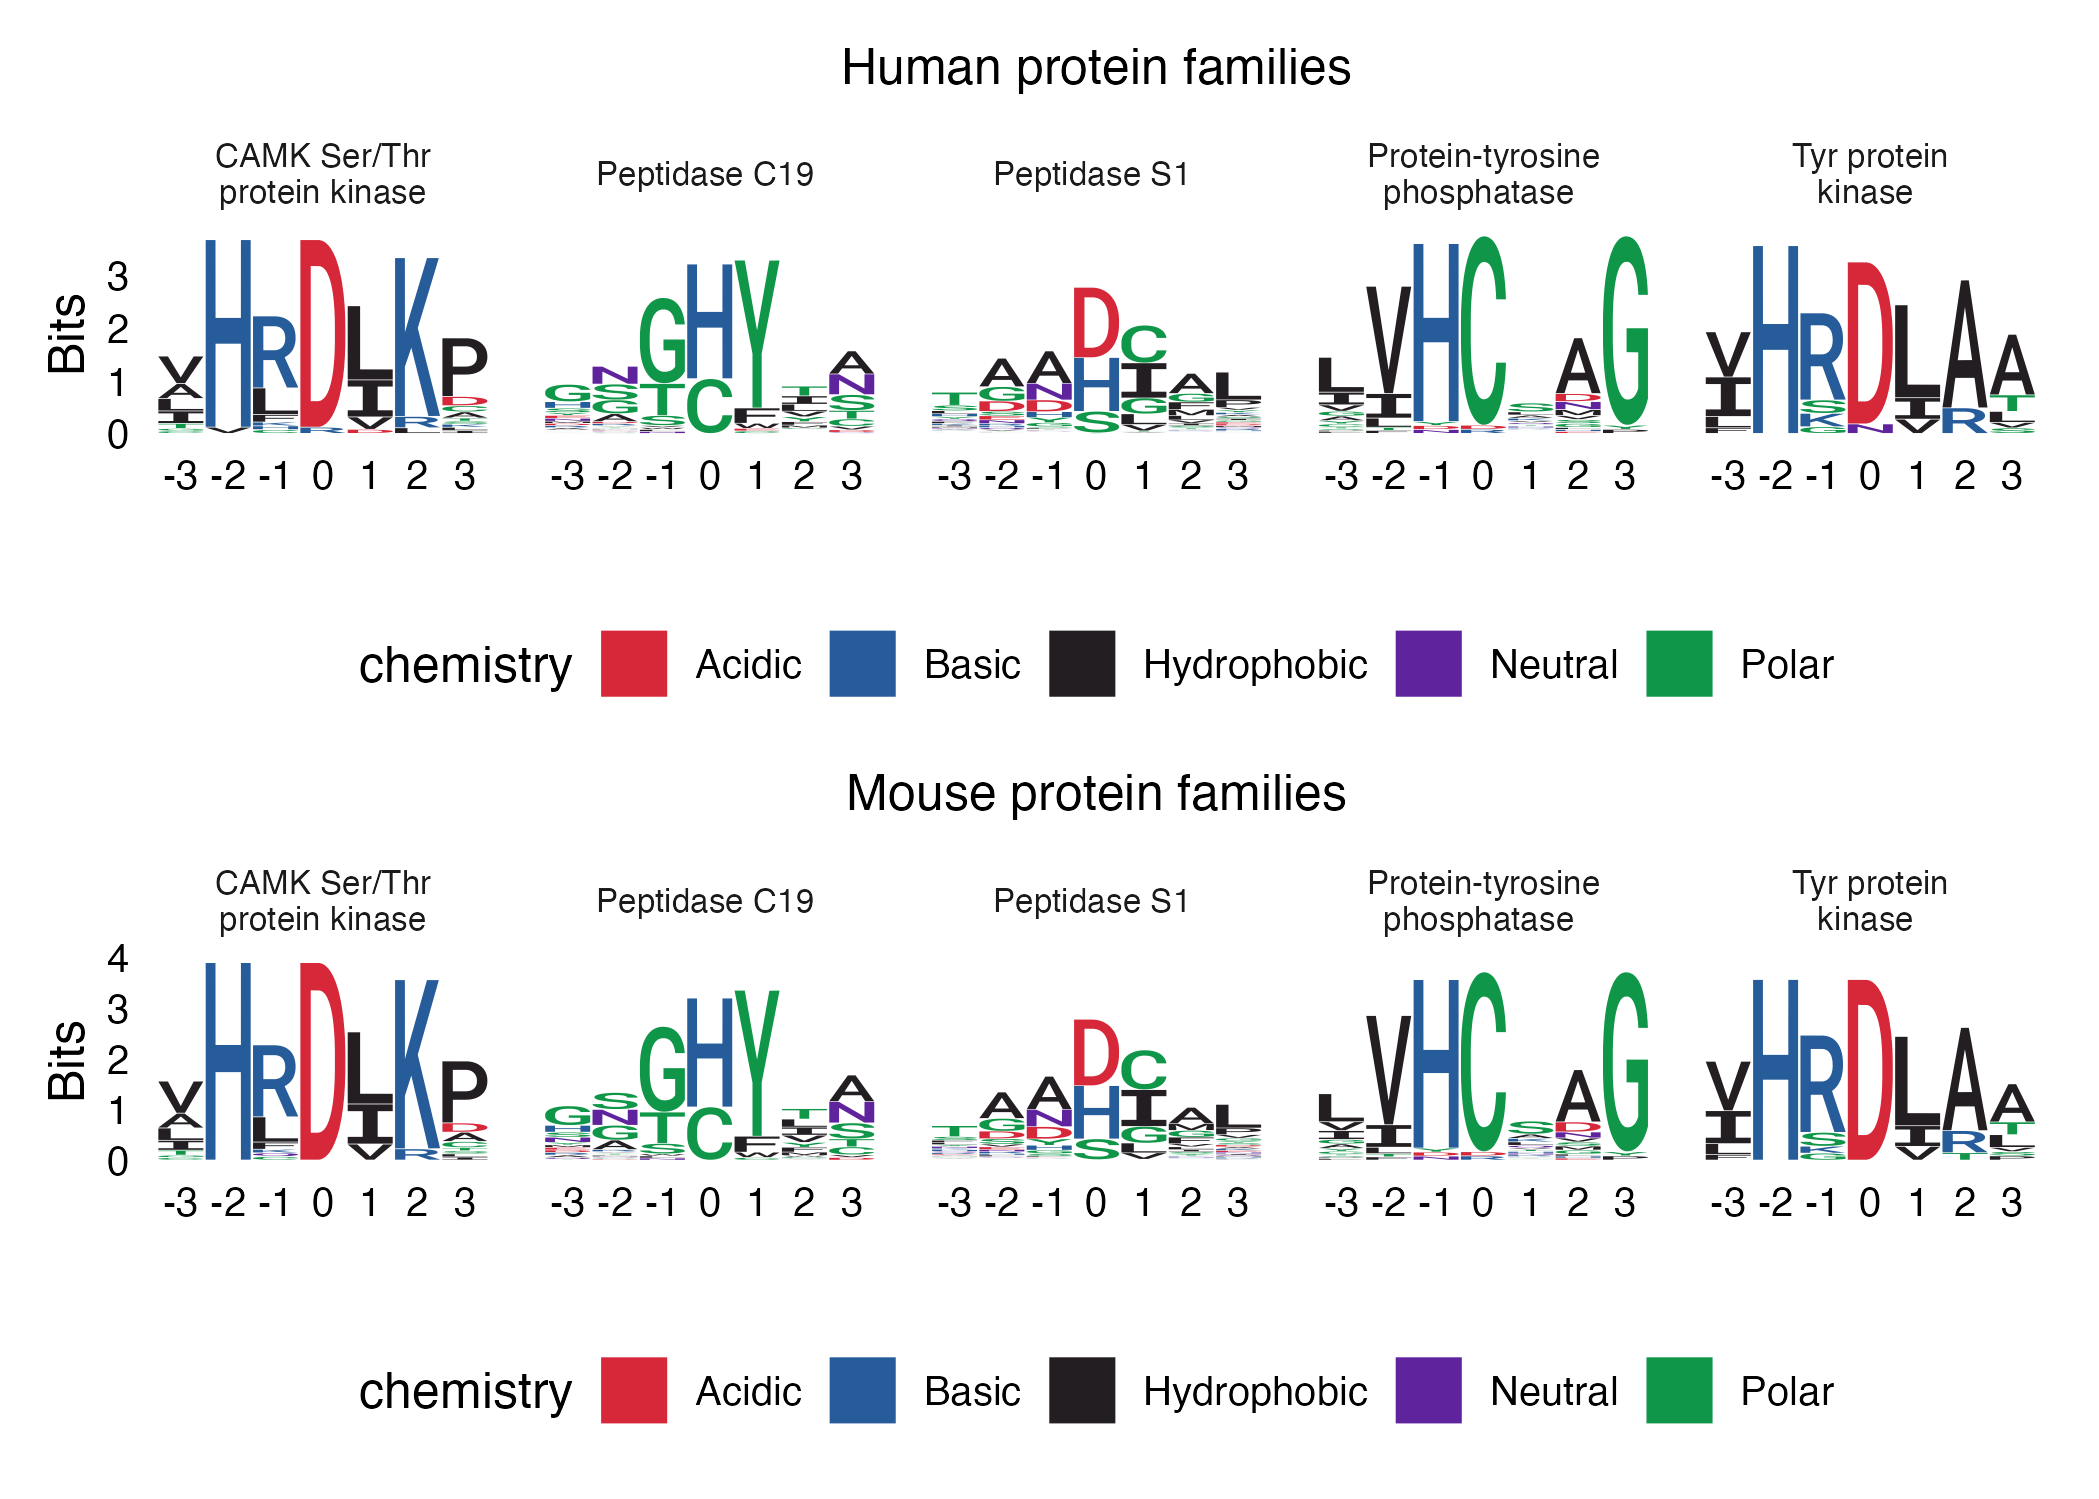 Human protein families
CAMK Ser/Thr
protein kinase
Peptidase C19
Peptidase S1
Protein-tyrosine
phosphatase
Tyr protein
kinase
Bits
3
2
1
0
-3 -2 -1 0 1 2 3
-3 -2 -1 0 1 2 3
-3 -2 -1 0 1 2 3
-3 -2 -1 0 1 2 3
-3 -2 -1 0 1 2 3
chemistry Acidic Basic Hydrophobic Neutral Polar
Mouse protein families
CAMK Ser/Thr
protein kinase
Peptidase C19
Peptidase S1
Protein-tyrosine
phosphatase
Tyr protein
kinase
Bits
4
3
2
1
0
-3 -2 -1 0 1 2 3
-3 -2 -1 0 1 2 3
-3 -2 -1 0 1 2 3
-3 -2 -1 0 1 2 3
-3 -2 -1 0 1 2 3
chemistry Acidic Basic Hydrophobic Neutral Polar